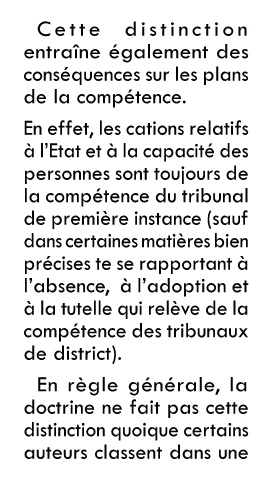 Cette distinction
entraîne également des
conséquences sur les plans
de la compétence.
En effet, les cations relatifs
à l'Etat et à la capacité des
personnes sont toujours de
la compétence du tribunal
de première instance (sauf
dans certaines matières bien
précises te se rapportant à
l'absence, à l'adoption et
à la tutelle qui relève de la
compétence des tribunaux
de district).
En règle générale, la
doctrine ne fait pas cette
distinction quoique certains
auteurs classent dans une